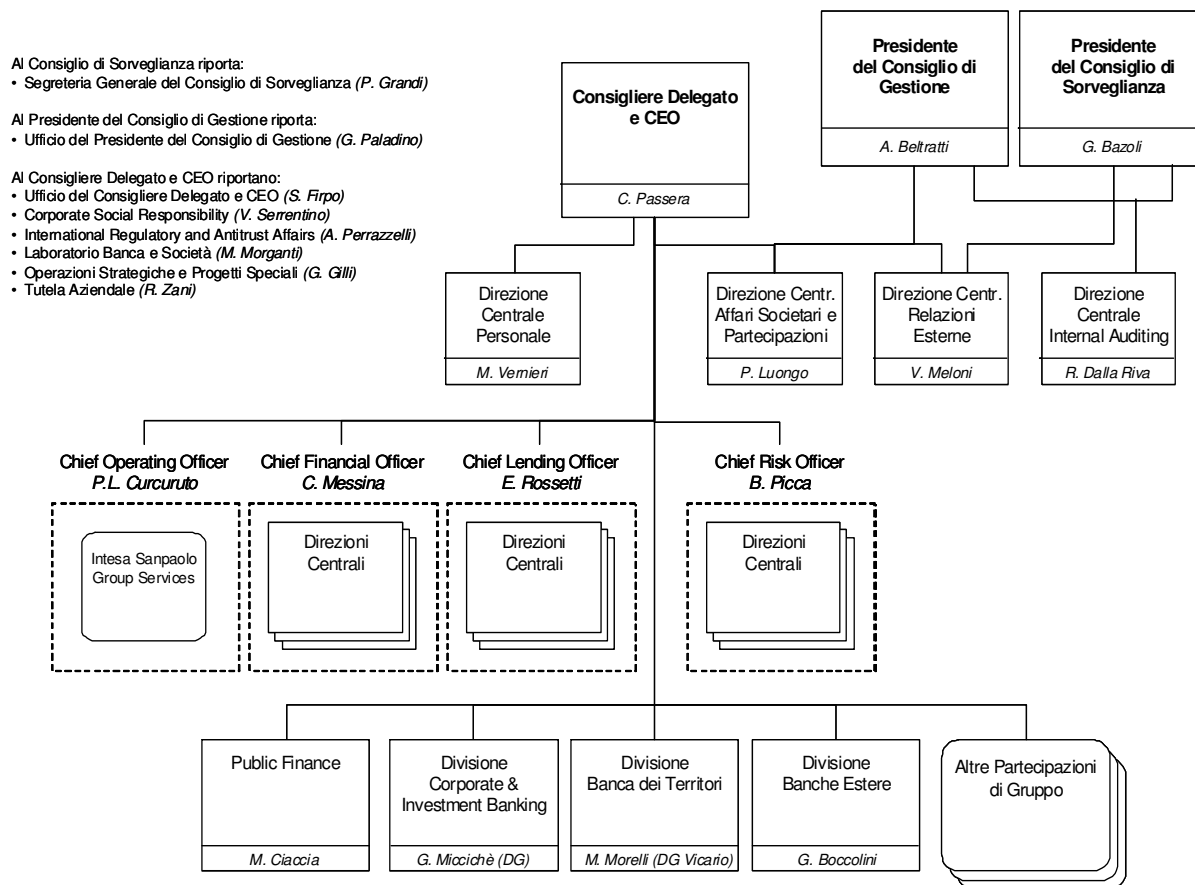 Al Consiglio di Sorveglianza riporta:
• Segreteria Generale del Consiglio di Sorveglianza (P. Grandi)
Al Presidente del Consiglio di Gestione riporta:
• Ufficio del Presidente del Consiglio di Gestione (G. Paladino)
Al Consigliere Delegato e CEO riportano:
• Ufficio del Consigliere Delegato e CEO (S. Firpo)
• Corporate Social Responsibility (V. Serrentino)
• International Regulatory and Antitrust Affairs (A. Perrazzelli)
• Laboratorio Banca e Società (M. Morganti)
• Operazioni Strategiche e Progetti Speciali (G. Gilli)
• Tutela Aziendale (R. Zani)
Consigliere Delegato
e CEO
C. Passera
Presidente
del Consiglio di
Gestione
A. Beltratti
Presidente
del Consiglio di
Sorveglianza
G. Bazoli
Direzione
Centrale
Personale
M. Vernieri
Direzione Centr.
Affari Societari e
Partecipazioni
P. Luongo
Direzione Centr.
Relazioni
Esterne
V. Meloni
Direzione
Centrale
Internal Auditing
R. Dalla Riva
Chief Operating Officer
P.L. Curcuruto
Intesa Sanpaolo
Group Services
Chief Financial Officer
C. Messina
Direzioni
Centrali
Chief Lending Officer
E. Rossetti
Direzioni
Centrali
Chief Risk Officer
B. Picca
Direzioni
Centrali
Public Finance
M. Ciaccia
Divisione
Corporate &
Investment Banking
G. Miccichè (DG)
Divisione
Banca dei Territori
M. Morelli (DG Vicario)
Divisione
Banche Estere
G. Boccolini
Altre Partecipazioni
di Gruppo